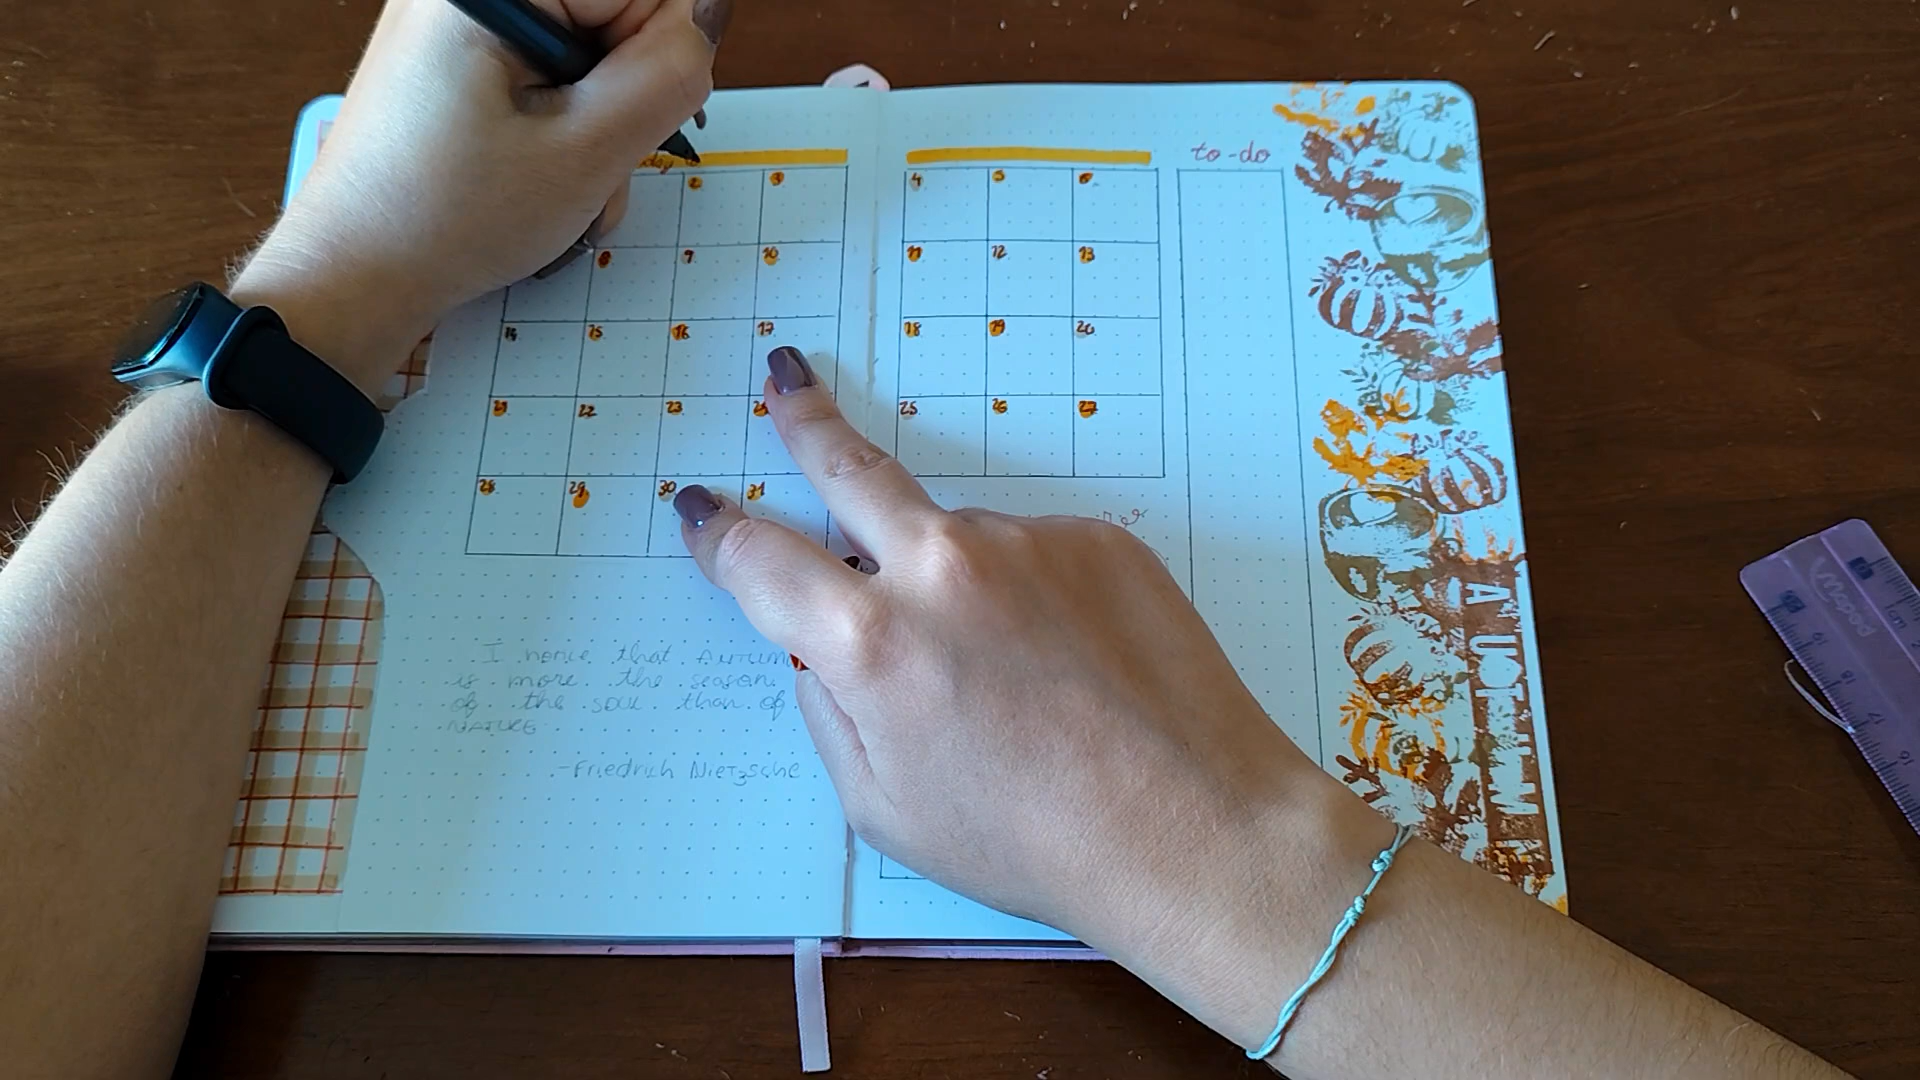 to-do
2 3 4 5 6
8 9 10 11 12 13
14 15 16 17 18 19 20
21 22 23 24 25 26 27
28 29 30 31
I notice that AUTUMN
is more the season
of the soul than of
NATURE
-Friedrich Nietzsche
AUTUMN